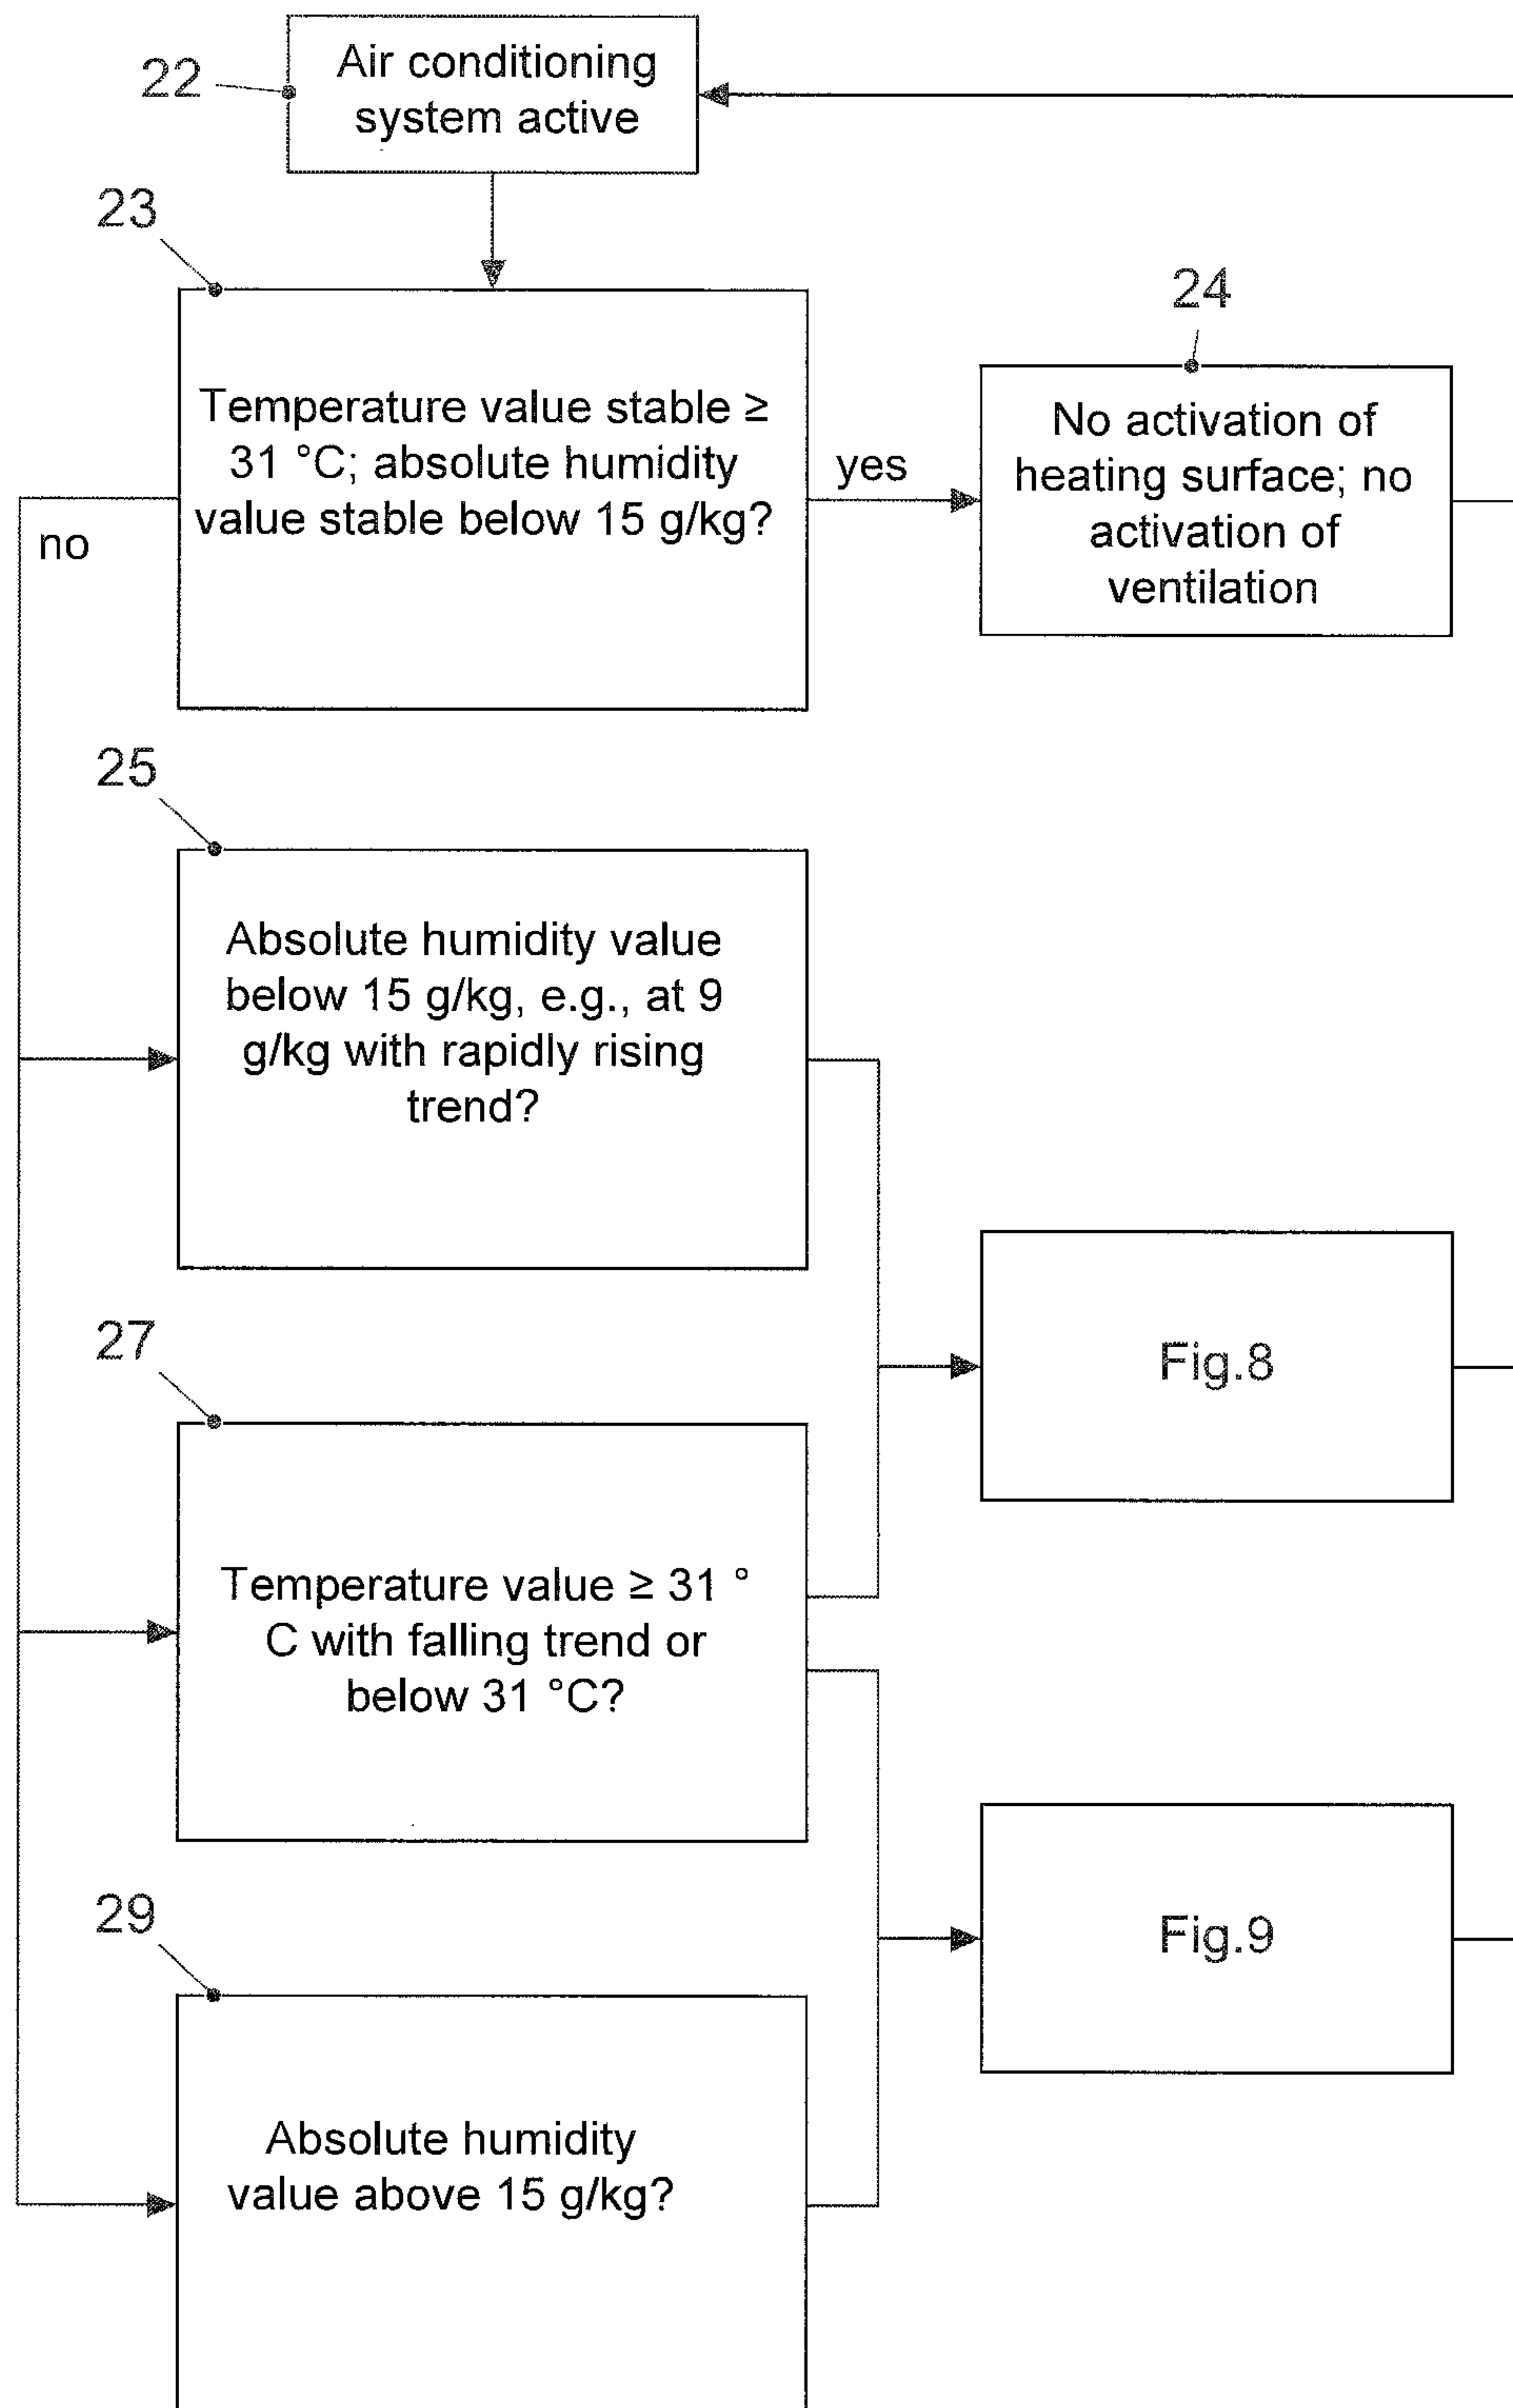 22
Air conditioning
system active
23
24
Temperature value stable ≥
31 °C; absolute humidity
value stable below 15 g/kg?
yes
No activation of
heating surface; no
activation of
ventilation
no
25
Absolute humidity value
below 15 g/kg, e.g., at 9
g/kg with rapidly rising
trend?
Fig.8
27
Temperature value ≥ 31 °
C with falling trend or
below 31 °C?
29
Fig.9
Absolute humidity
value above 15 g/kg?